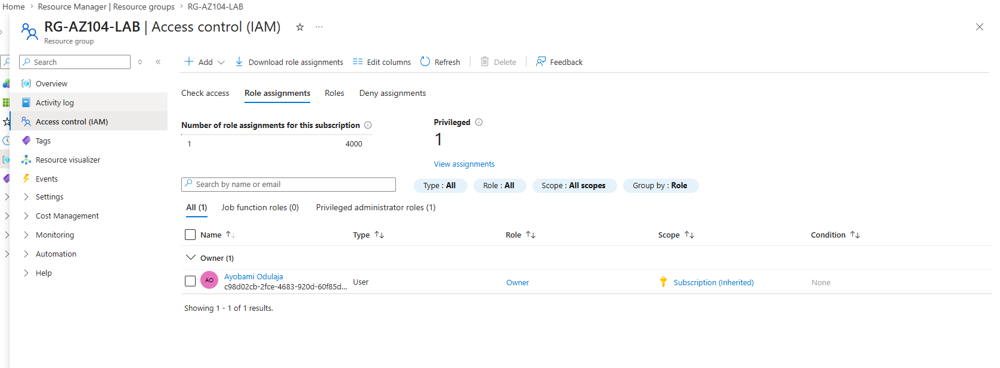 Home > Resource Manager | Resource groups > RG-AZ104-LAB
RG-AZ104-LAB | Access control (IAM)
Resource group
Search
Overview
Activity log
Access control (IAM)
Tags
Resource visualizer
Events
Settings
Cost Management
Monitoring
Automation
Help
Add Download role assignments Edit columns Refresh Delete Feedback
Check access Role assignments Roles Deny assignments
Number of role assignments for this subscription
1 4000
Privileged
1
View assignments
Search by name or email Type : All Role : All Scope : All scopes Group by : Role
All (1) Job function roles (0) Privileged administrator roles (1)
Name Type Role Scope Condition
Owner (1)
AO Ayobami Odulaja
c98d02cb-2fce-4683-920d-60f85d... User Owner Subscription (Inherited) None
Showing 1 - 1 of 1 results.